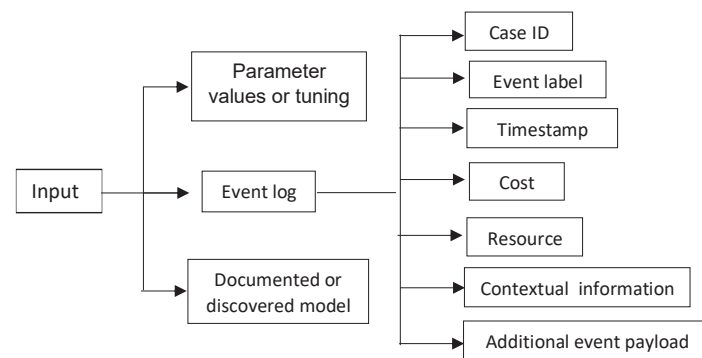 Input
Parameter
values or tuning
Event log
Documented or
discovered model
Case ID
Event label
Timestamp
Cost
Resource
Contextual information
Additional event payload